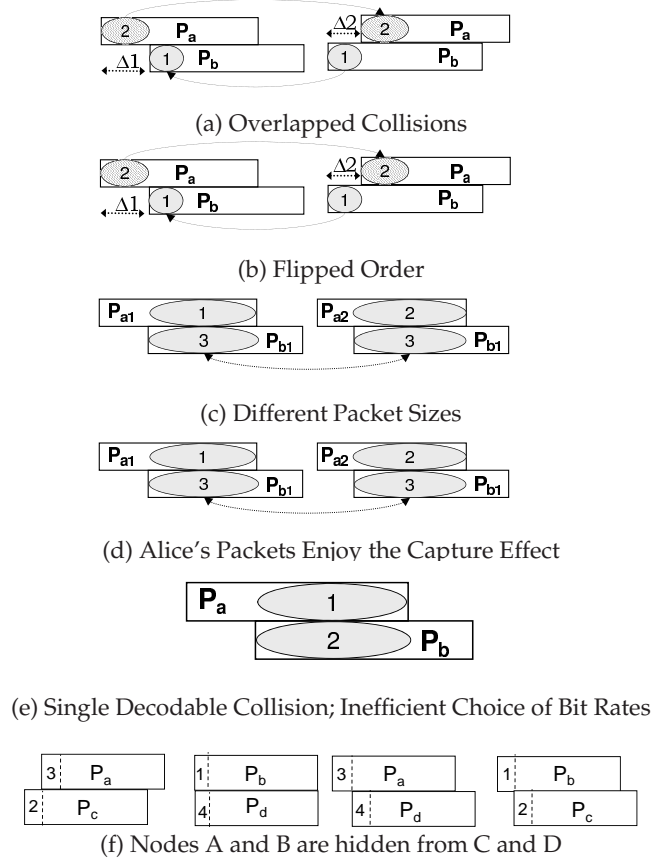 2 Pa Δ2 2 Pa
Δ1 1 Pb 1 Pb
(a) Overlapped Collisions
2 Pa Δ2 2 Pa
Δ1 1 Pb 1 Pb
(b) Flipped Order
Pa1 1 Pa2 2
3 Pb1 3 Pb1
(c) Different Packet Sizes
Pa1 1 Pa2 2
3 Pb1 3 Pb1
(d) Alice's Packets Enjoy the Capture Effect
Pa 1
2 Pb
(e) Single Decodable Collision; Inefficient Choice of Bit Rates
3 Pa 1 Pb 3 Pa 1 Pb
2 Pc 4 Pd 4 Pd 2 Pc
(f) Nodes A and B are hidden from C and D